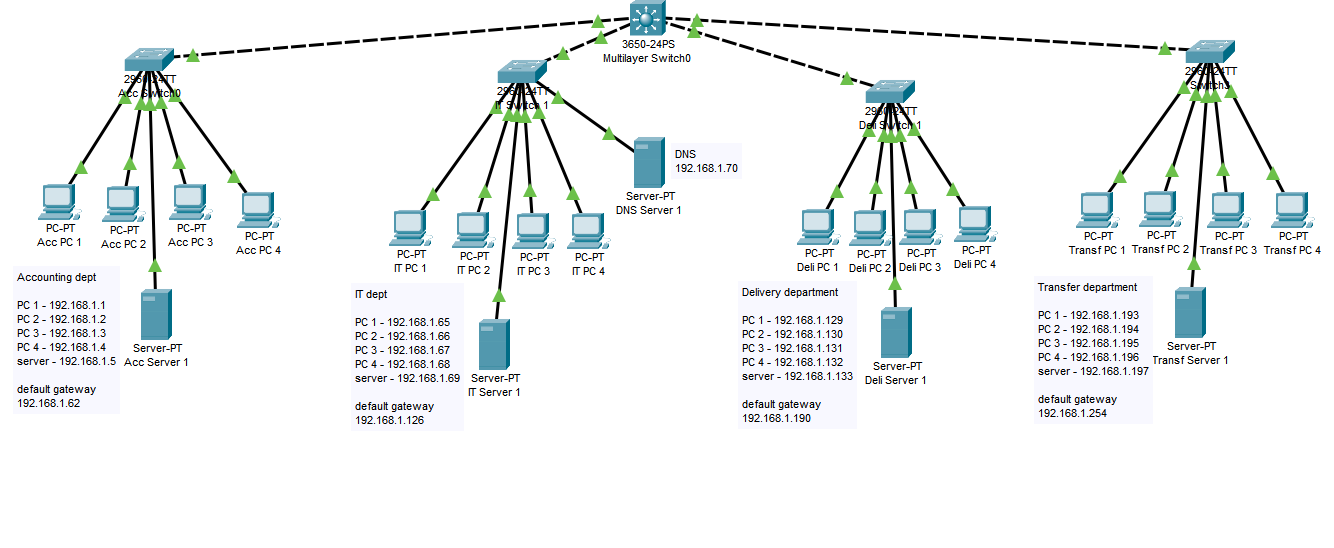 3650-24PS
Multilayer Switch0
2960-24TT
Acc Switch0
2960-24TT
IT Switch 1
2960-24TT
Deli Switch 1
2960-24TT
Switch3
DNS
192.168.1.70
Server-PT
DNS Server 1
PC-PT
Acc PC 1
PC-PT
Acc PC 2
PC-PT
Acc PC 3
PC-PT
Acc PC 4
PC-PT
IT PC 1
PC-PT
IT PC 2
PC-PT
IT PC 3
PC-PT
IT PC 4
PC-PT
Deli PC 1
PC-PT
Deli PC 2
PC-PT
Deli PC 3
PC-PT
Deli PC 4
PC-PT
Transf PC 1
PC-PT
Transf PC 2
PC-PT
Transf PC 3
PC-PT
Transf PC 4
Accounting dept
PC 1 - 192.168.1.1
PC 2 - 192.168.1.2
PC 3 - 192.168.1.3
PC 4 - 192.168.1.4
server - 192.168.1.5
default gateway
192.168.1.62
Server-PT
Acc Server 1
IT dept
PC 1 - 192.168.1.65
PC 2 - 192.168.1.66
PC 3 - 192.168.1.67
PC 4 - 192.168.1.68
server - 192.168.1.69
default gateway
192.168.1.126
Server-PT
IT Server 1
Delivery department
PC 1 - 192.168.1.129
PC 2 - 192.168.1.130
PC 3 - 192.168.1.131
PC 4 - 192.168.1.132
server - 192.168.1.133
default gateway
192.168.1.190
Server-PT
Deli Server 1
Transfer department
PC 1 - 192.168.1.193
PC 2 - 192.168.1.194
PC 3 - 192.168.1.195
PC 4 - 192.168.1.196
server - 192.168.1.197
default gateway
192.168.1.254
Server-PT
Transf Server 1